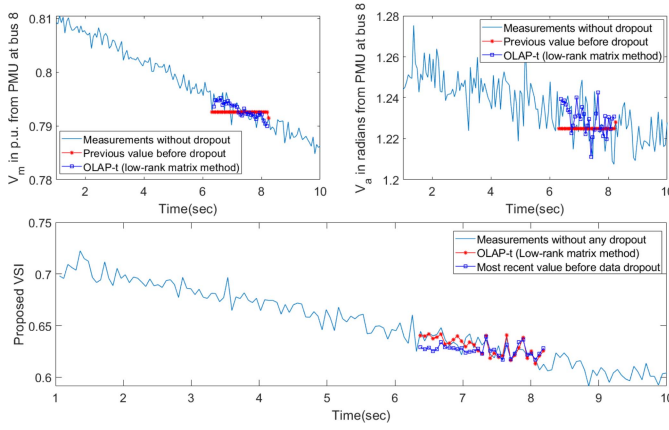 0.81
0.8
0.79
0.78
2
4
6
8
10
Time(sec)
V_m in p.u. from PMU at bus 8
Measurements without dropout
Previous value before dropout
OLAP-t (low-rank matrix method)
1.28
1.26
1.24
1.22
1.2
2
4
6
8
10
Time(sec)
V_a in radians from PMU at bus 8
Measurements without dropout
Previous value before dropout
OLAP-t (low-rank matrix method)
0.75
0.7
0.65
0.6
1
2
3
4
5
6
7
8
9
10
Time(sec)
Proposed VSI
Measurements without any dropout
OLAP-t (Low-rank matrix method)
Most recent value before data dropout